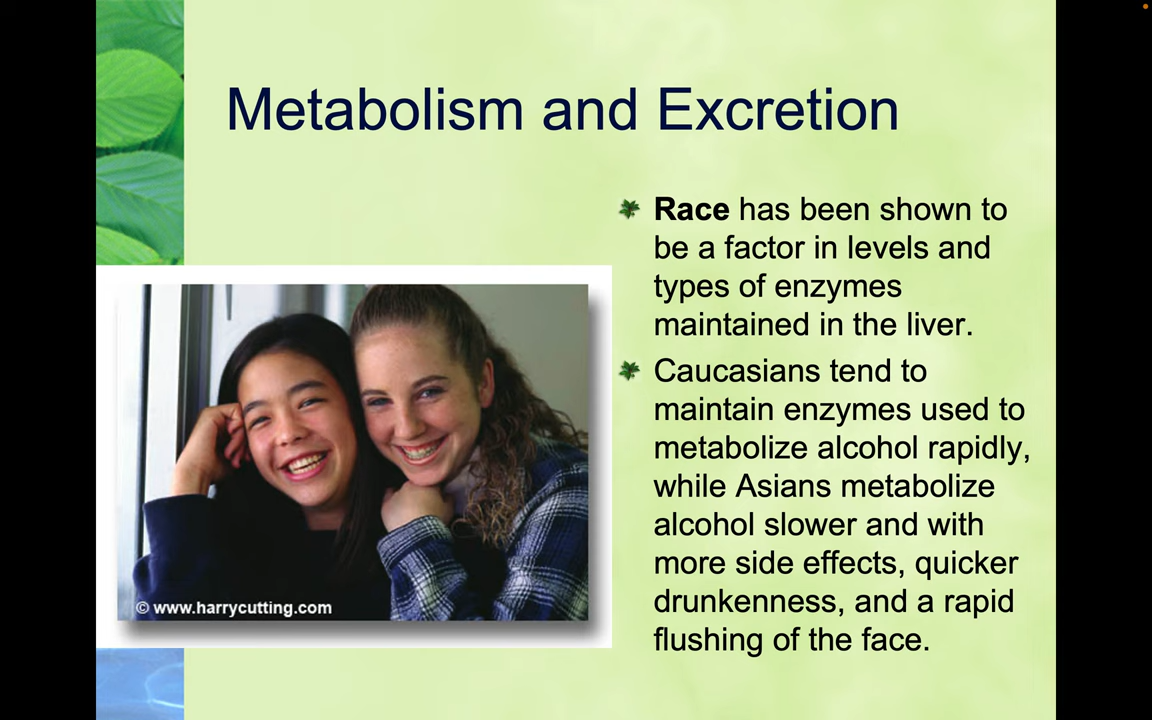 Metabolism and Excretion
Race has been shown to
be a factor in levels and
types of enzymes
maintained in the liver.
Caucasians tend to
maintain enzymes used to
metabolize alcohol rapidly,
while Asians metabolize
alcohol slower and with
more side effects, quicker
drunkenness, and a rapid
flushing of the face.
© www.harrycutting.com